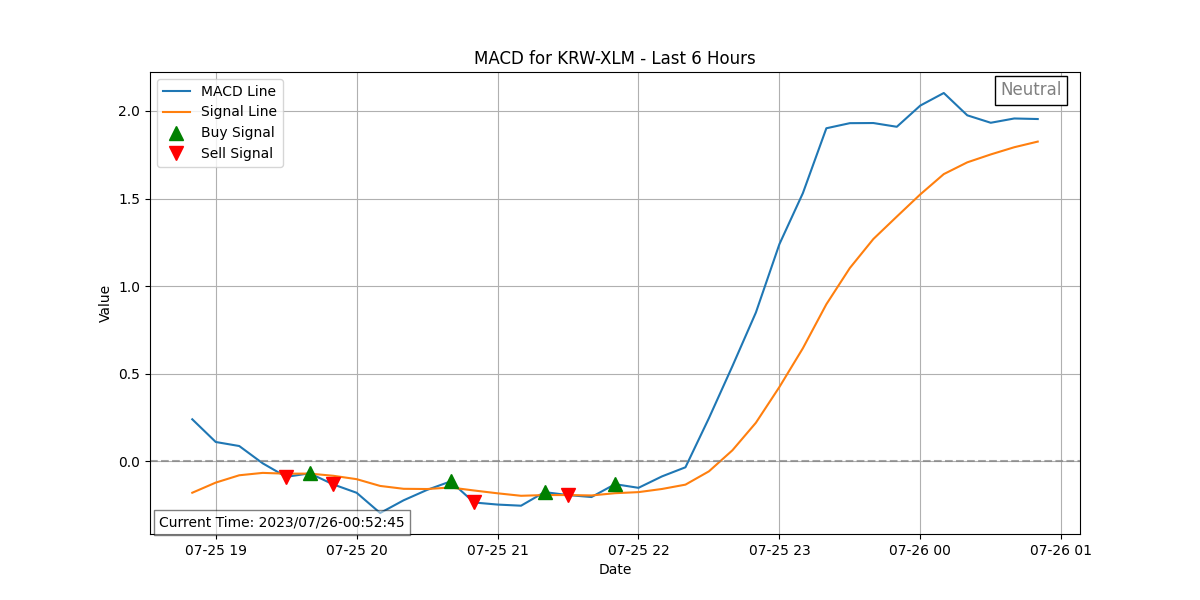 MACD for KRW-XLM - Last 6 Hours
MACD Line
Signal Line
Buy Signal
Sell Signal
Neutral
2.0
1.5
1.0
0.5
0.0
Value
Current Time: 2023/07/26-00:52:45
07-25 19
07-25 20
07-25 21
07-25 22
07-25 23
07-26 00
07-26 01
Date